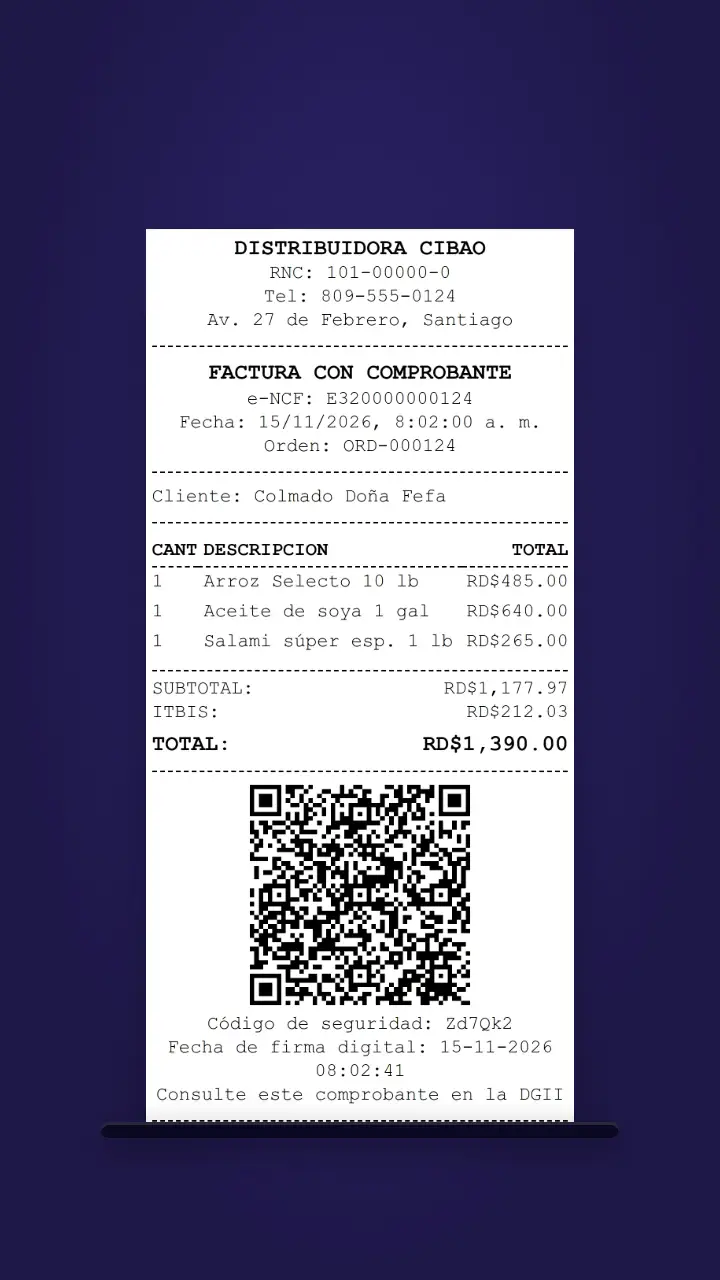 DISTRIBUIDORA CIBAO
RNC: 101-00000-0
Tel: 809-555-0124
Av. 27 de Febrero, Santiago
FACTURA CON COMPROBANTE
e-NCF: E320000000124
Fecha: 15/11/2026, 8:02:00 a. m.
Orden: ORD-000124
Cliente: Colmado Doña Fefa
CANT DESCRIPCION TOTAL
1 Arroz Selecto 10 lb RD$485.00
1 Aceite de soya 1 gal RD$640.00
1 Salami súper esp. 1 lb RD$265.00
SUBTOTAL: RD$1,177.97
ITBIS: RD$212.03
TOTAL: RD$1,390.00
Código de seguridad: Zd7Qk2
Fecha de firma digital: 15-11-2026
08:02:41
Consulte este comprobante en la DGII